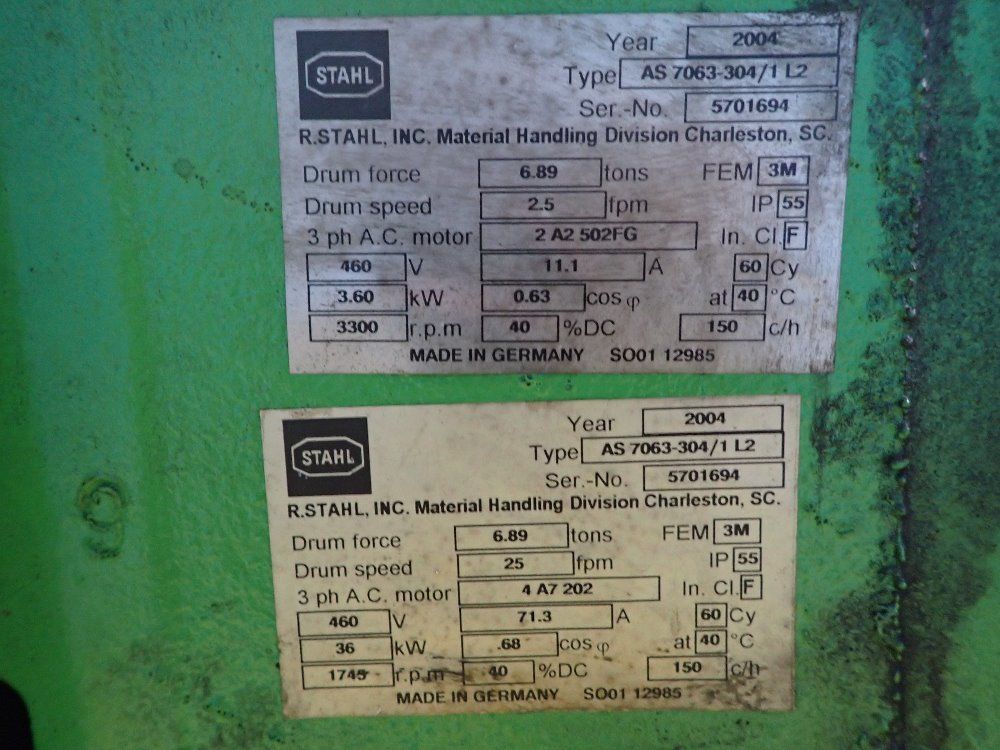 STAHL
Year 2004
Type AS 7063-304/1 L2
Ser.-No. 5701694
R.STAHL, INC. Material Handling Division Charleston, SC.
Drum force 6.89 tons FEM 3M
Drum speed 2.5 fpm IP 55
3 ph A.C. motor 2 A2 502FG In. Cl. F
460 V 11.1 A 60 Cy
3.60 kW 0.63 cos φ at 40 °C
3300 r.p.m 40 %DC 150 c/h
MADE IN GERMANY SO01 12985
STAHL
Year 2004
Type AS 7063-304/1 L2
Ser.-No. 5701694
R.STAHL, INC. Material Handling Division Charleston, SC.
Drum force 6.89 tons FEM 3M
Drum speed 25 fpm IP 55
3 ph A.C. motor 4 A7 202 In. Cl. F
460 V 71.3 A 60 Cy
36 kW .68 cos φ at 40 °C
1745 r.p.m 40 %DC 150 c/h
MADE IN GERMANY SO01 12985